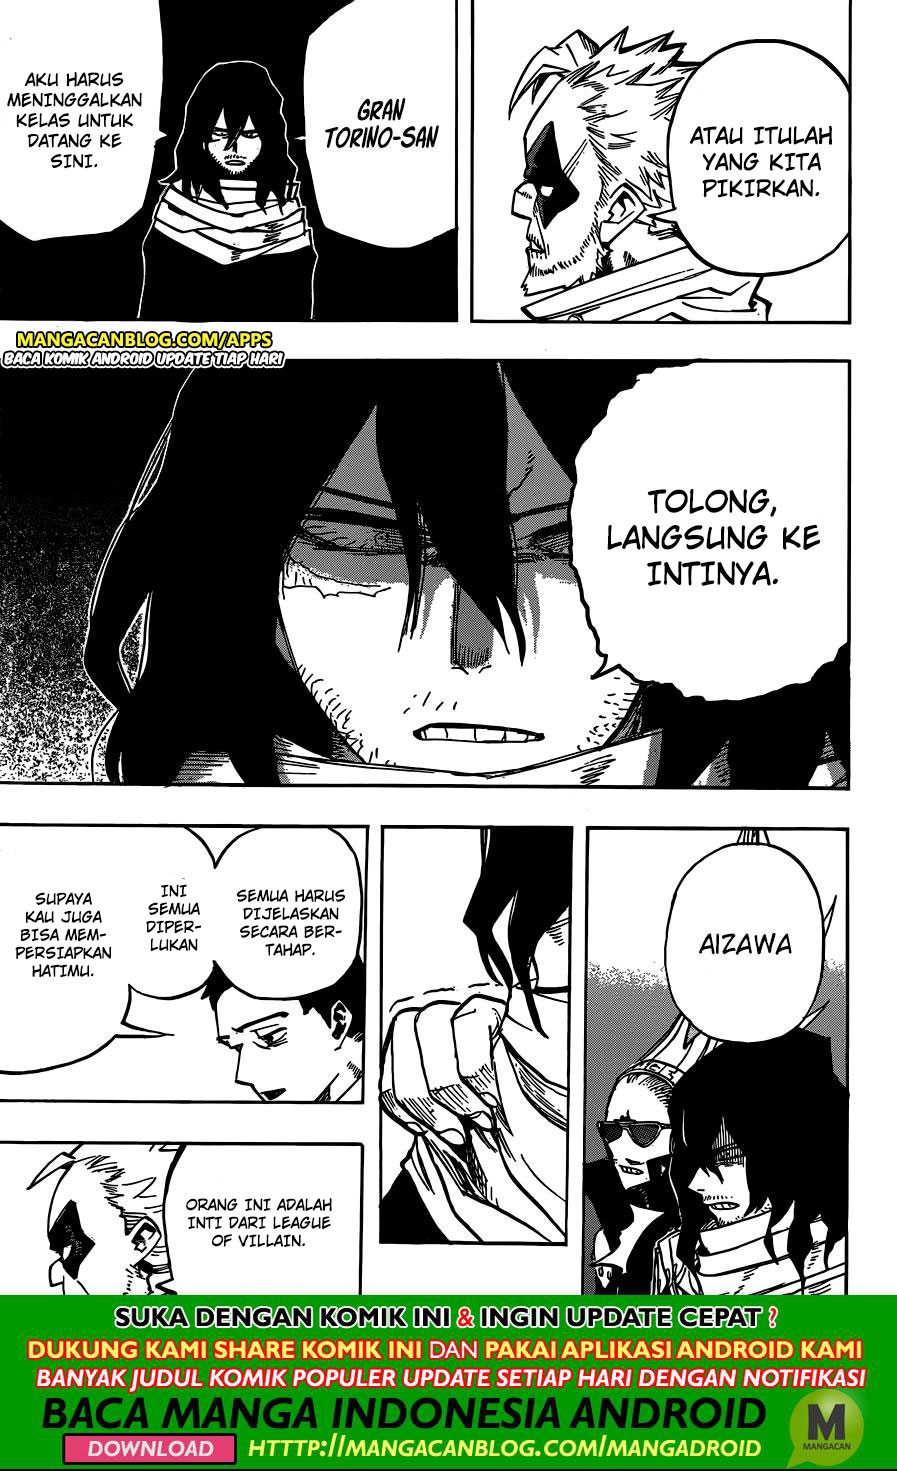 ATAU ITULAH
YANG KITA
PIKIRKAN.
GRAN
TORINO-SAN
AKU HARUS
MENINGGALKAN
KELAS UNTUK
DATANG KE
SINI.
MANGACANBLOG.COM/APPS
BACA KOMIK ANDROID UPDATE TIAP HARI
TOLONG,
LANGSUNG KE
INTINYA.
AIZAWA
SEMUA HARUS
DIJELASKAN
SECARA BER-
TAHAP.
INI
SEMUA
DIPER-
LUKAN
SUPAYA
KAU JUGA
BISA MEM-
PERSIAPKAN
HATIMU.
ORANG INI ADALAH
INTI DARI LEAGUE
OF VILLAIN.
SUKA DENGAN KOMIK INI & INGIN UPDATE CEPAT ?
DUKUNG KAMI SHARE KOMIK INI DAN PAKAI APLIKASI ANDROID KAMI
BANYAK JUDUL KOMIK POPULER UPDATE SETIAP HARI DENGAN NOTIFIKASI
BACA MANGA INDONESIA ANDROID
DOWNLOAD HTTTP://MANGACANBLOG.COM/MANGADROID
M
MANGACAN